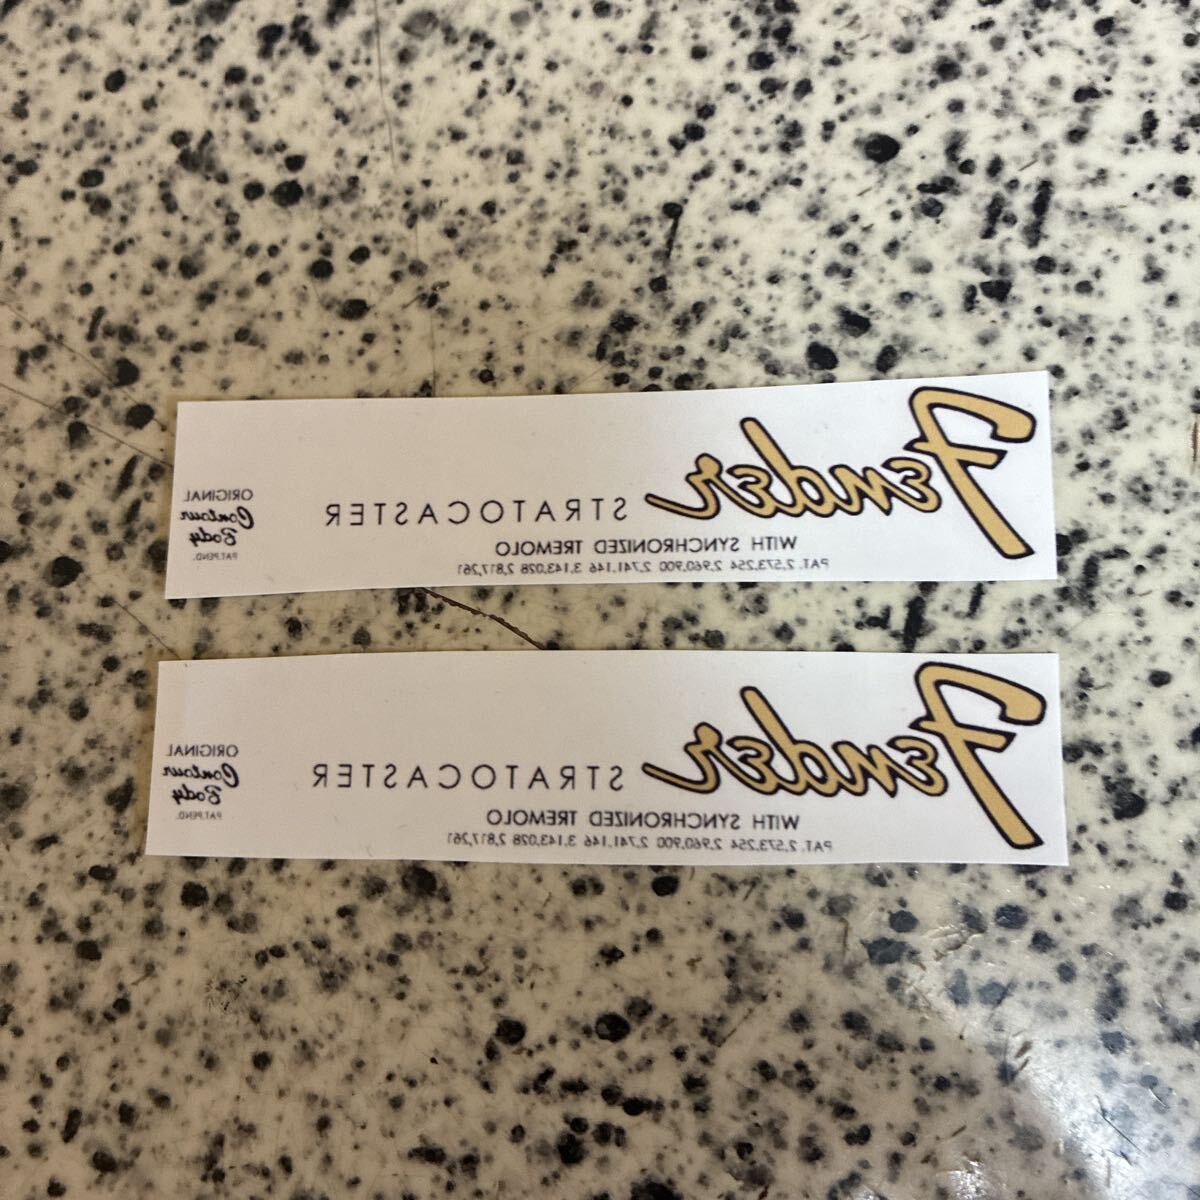 Fender
STRATOCASTER
WITH SYNCHRONIZED TREMOLO
PAT. 2,573,254 2,960,900 2,741,146 3,143,028 2,817,261
ORIGINAL
Contour
Body
PAT.PEND.
Fender
STRATOCASTER
WITH SYNCHRONIZED TREMOLO
PAT. 2,573,254 2,960,900 2,741,146 3,143,028 2,817,261
ORIGINAL
Contour
Body
PAT.PEND.